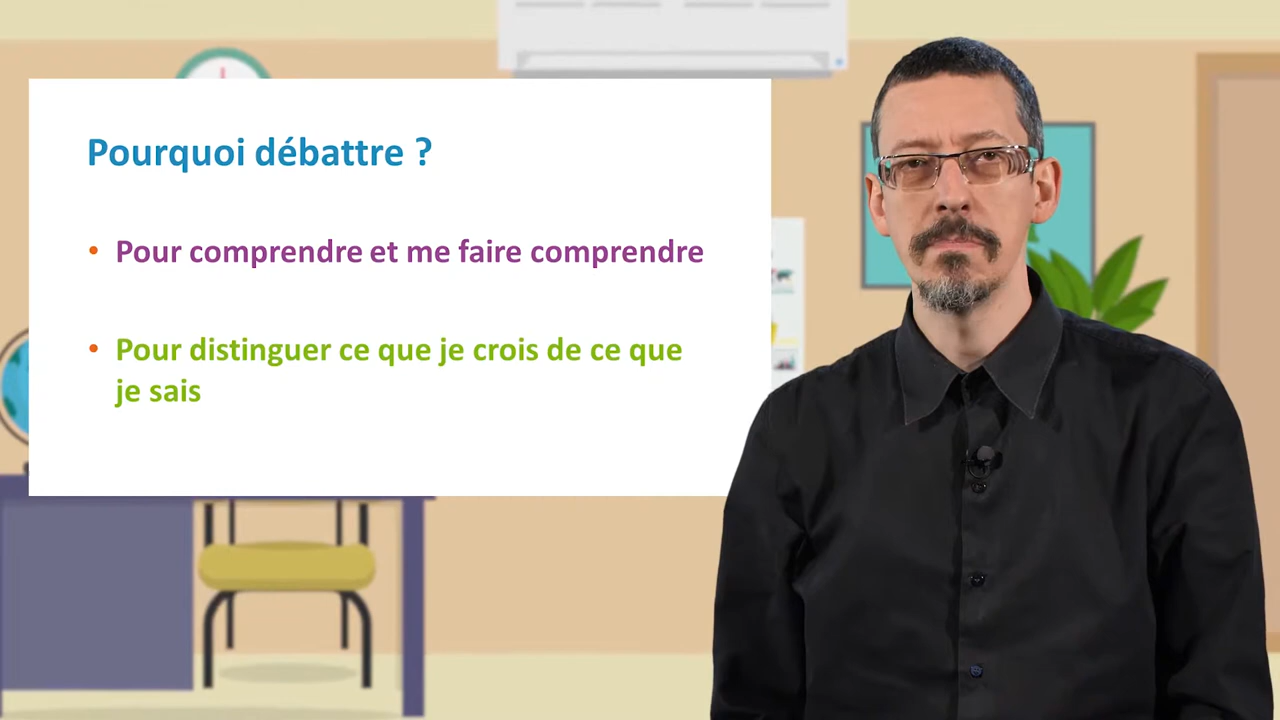 Pourquoi débattre ?
• Pour comprendre et me faire comprendre
• Pour distinguer ce que je crois de ce que
je sais